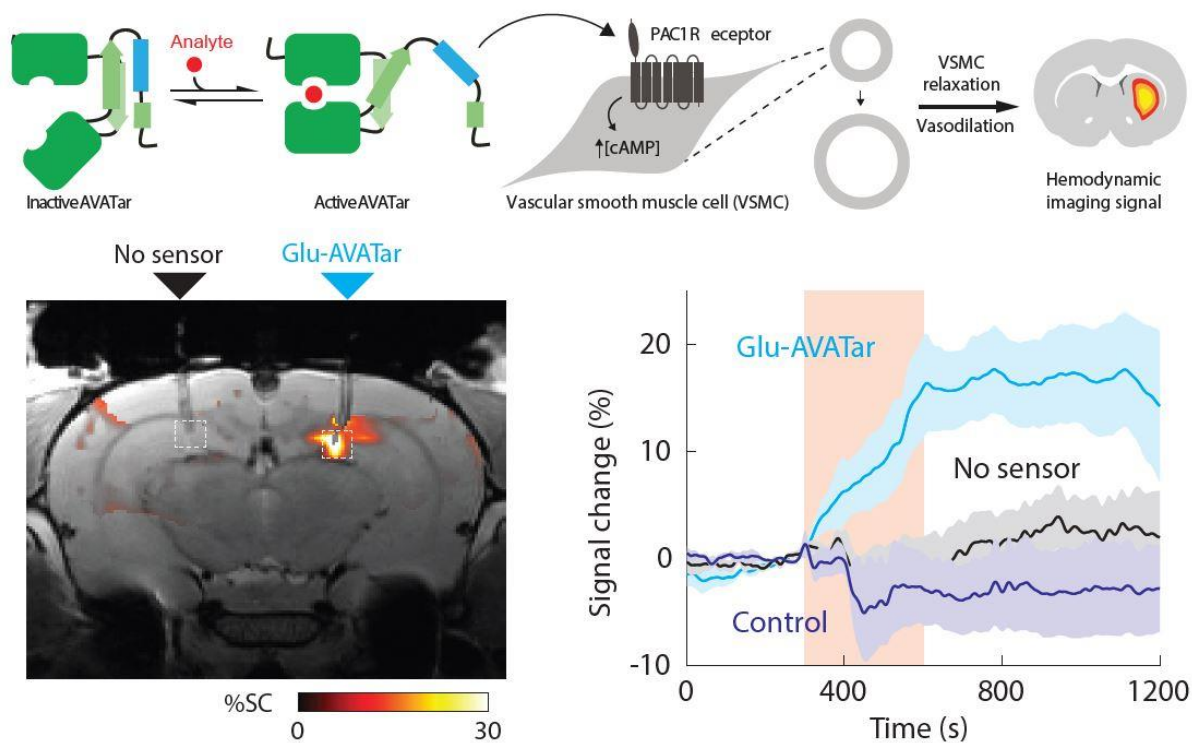 Analyte
PAC1R eceptor
VSMC
relaxation
Vasodilation
↑[cAMP]
Inactive AVATar
Active AVATar
Vascular smooth muscle cell (VSMC)
Hemodynamic
imaging signal
No sensor
Glu-AVATar
%SC
0
30
Signal change (%)
20
10
0
-10
Glu-AVATar
No sensor
Control
0
400
800
1200
Time (s)